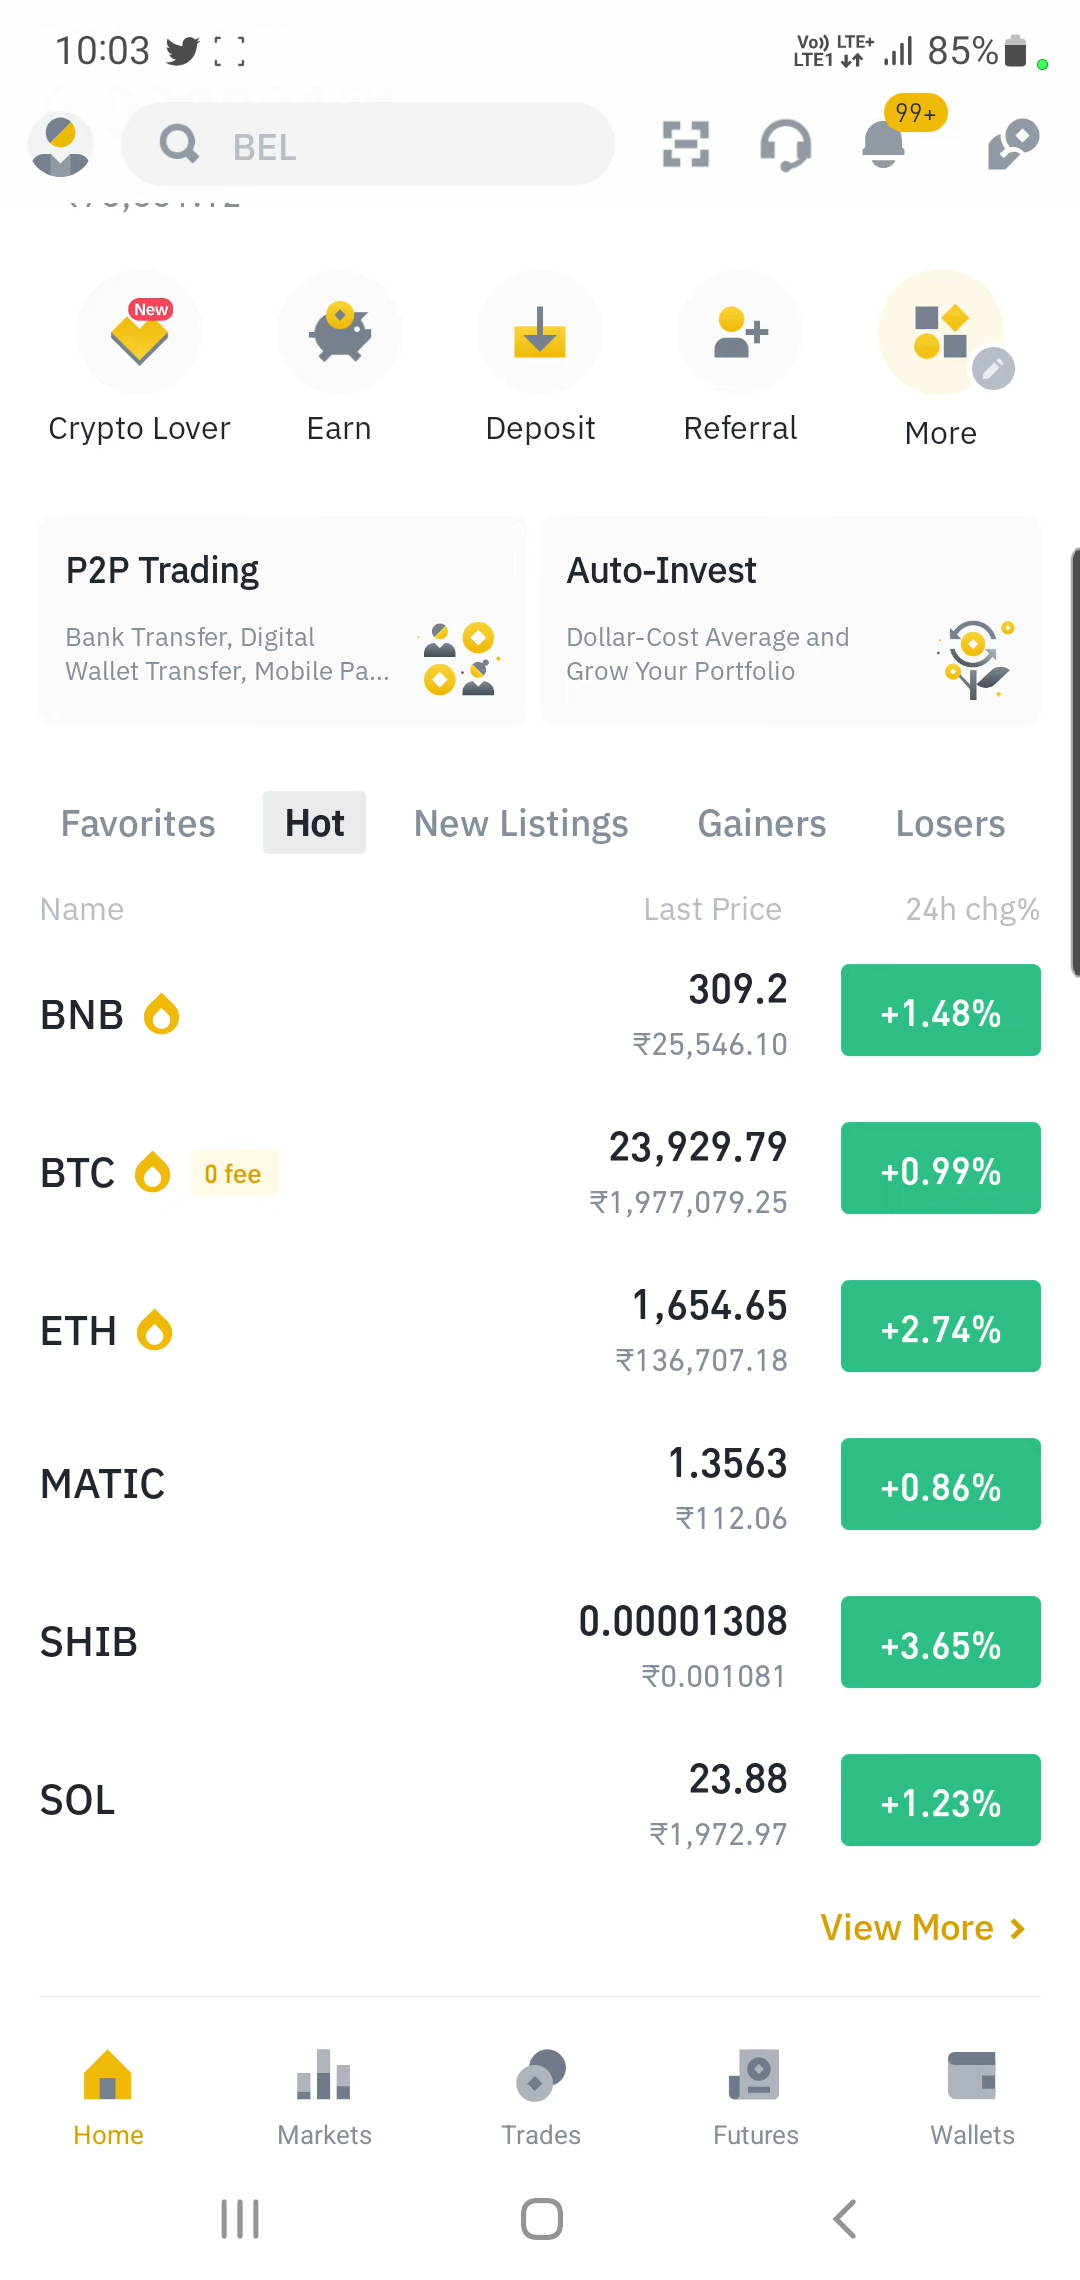 10:03
Vo)) LTE+
LTE1
85%
99+
BEL
New
Crypto Lover
Earn
Deposit
Referral
More
P2P Trading
Bank Transfer, Digital
Wallet Transfer, Mobile Pa...
Auto-Invest
Dollar-Cost Average and
Grow Your Portfolio
Favorites
Hot
New Listings
Gainers
Losers
Name
Last Price
24h chg%
BNB
309.2
₹25,546.10
+1.48%
BTC
0 fee
23,929.79
₹1,977,079.25
+0.99%
ETH
1,654.65
₹136,707.18
+2.74%
MATIC
1.3563
₹112.06
+0.86%
SHIB
0.00001308
₹0.001081
+3.65%
SOL
23.88
₹1,972.97
+1.23%
View More
Home
Markets
Trades
Futures
Wallets